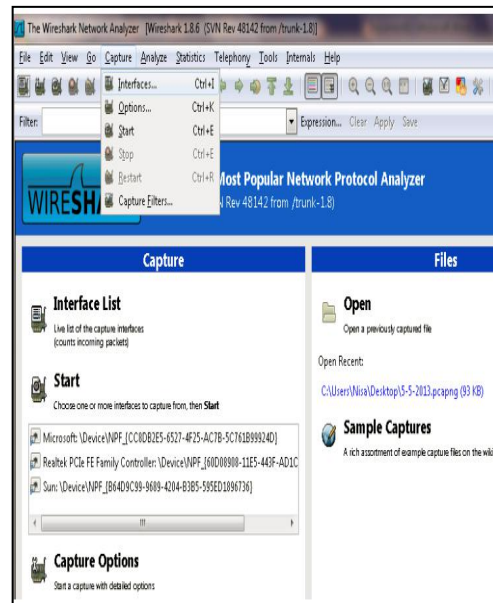 The Wireshark Network Analyzer [Wireshark 1.8.6 (SVN Rev 48142 from /trunk-1.8)]
File Edit View Go Capture Analyze Statistics Telephony Tools Internals Help
Interfaces... Ctrl+I
Options... Ctrl+K
Start Ctrl+E
Stop Ctrl+E
Restart Ctrl+R
Capture Filters...
Filter:
Expression... Clear Apply Save
WIRESH
Most Popular Network Protocol Analyzer
Rev 48142 from /trunk-1.8)
Capture
Interface List
Live list of the capture interfaces
(counts incoming packets)
Start
Choose one or more interfaces to capture from, then Start
Microsoft: \Device\NPF_{CC0DB2E5-6527-4F25-AC7B-5C761B99924D}
Realtek PCIe FE Family Controller: \Device\NPF_{60D08908-11E5-443F-AD1C
Sun: \Device\NPF_{B64D9C99-9689-4204-B3B5-595ED1896736}
Capture Options
Start a capture with detailed options
Files
Open
Open a previously captured file
Open Recent:
C:\Users\Nisa\Desktop\5-5-2013.pcapng (93 KB)
Sample Captures
A rich assortment of example capture files on the wiki